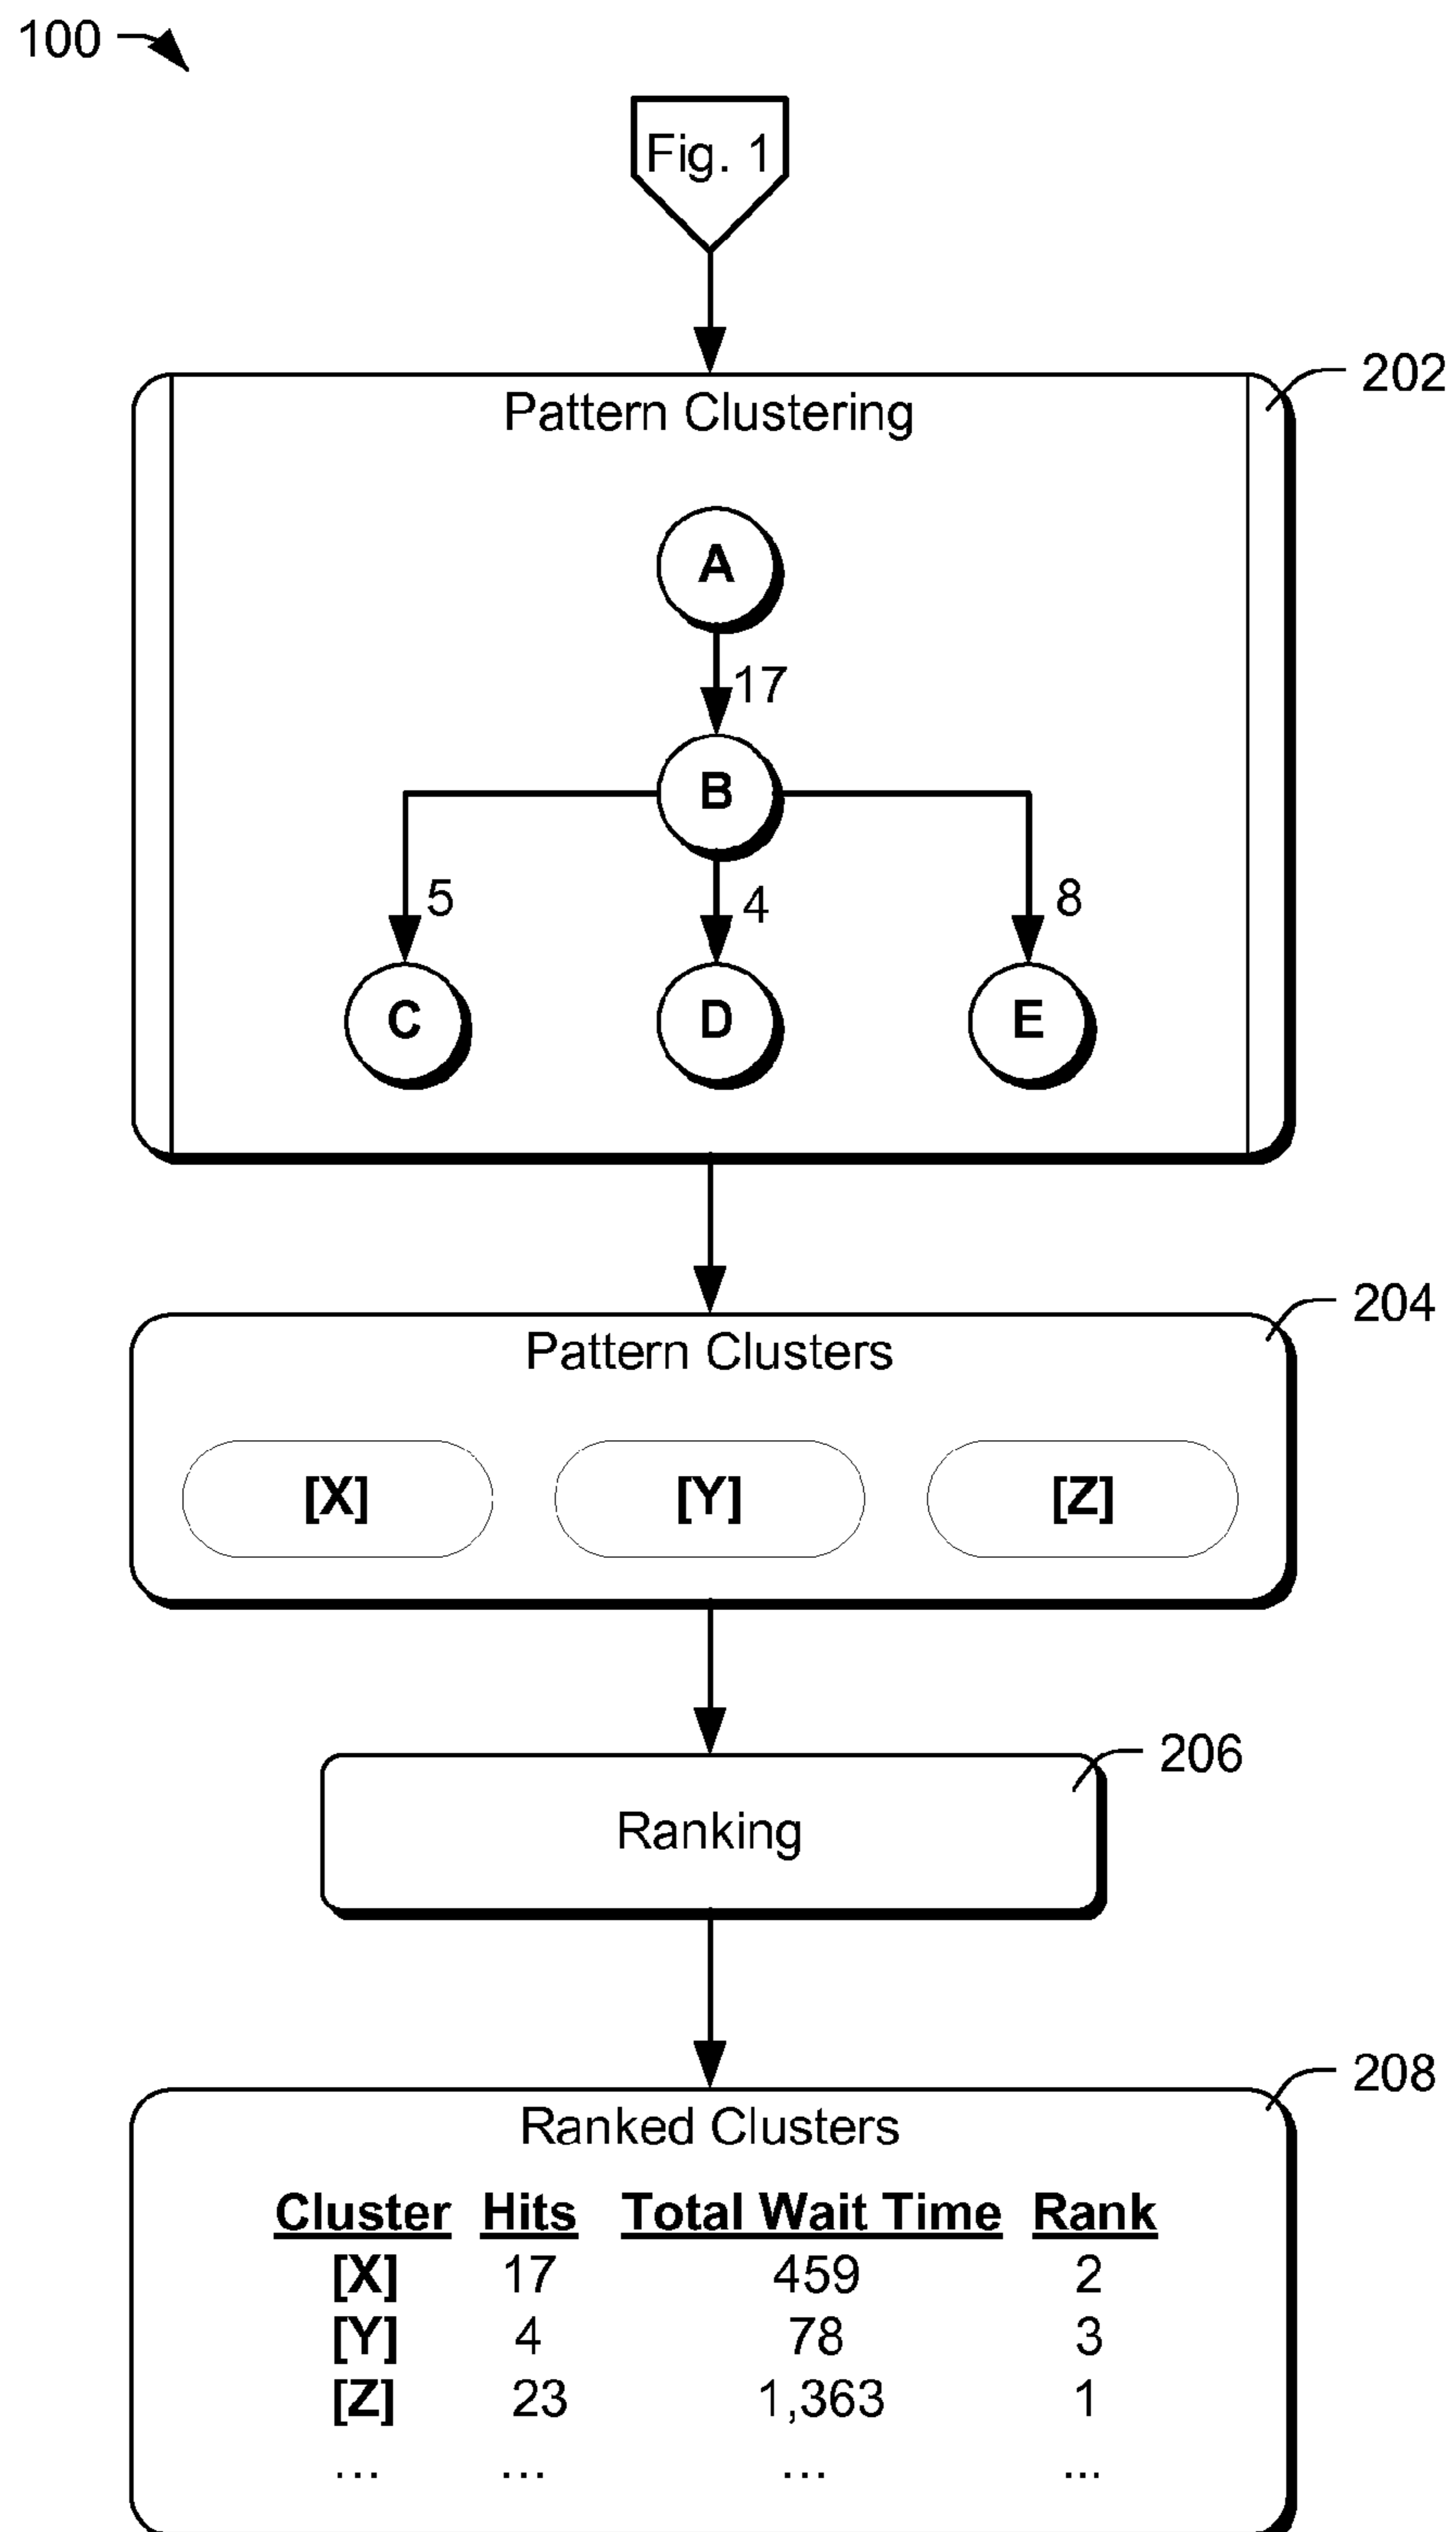 100
Fig. 1
202
Pattern Clustering
A
17
B
5 4 8
C D E
204
Pattern Clusters
[X] [Y] [Z]
206
Ranking
208
Ranked Clusters
Cluster Hits Total Wait Time Rank
[X] 17 459 2
[Y] 4 78 3
[Z] 23 1,363 1
... ... ... ...